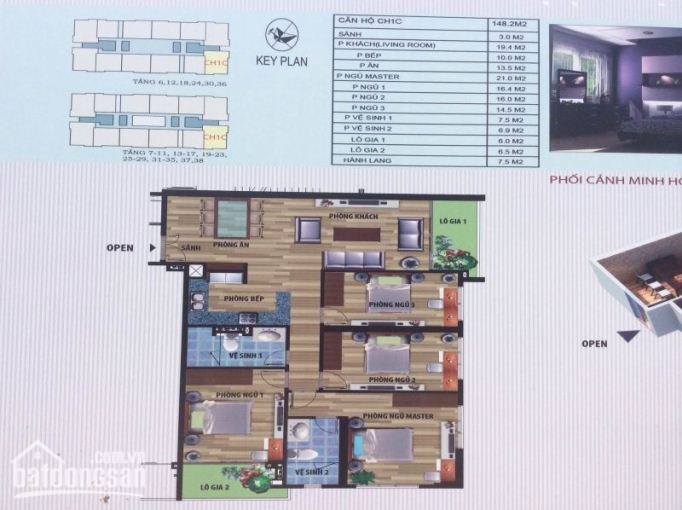 KEY PLAN
CH1C
TẦNG 6,12,18,24,30,36
CH1C
TẦNG 7-11, 13-17, 19-23,
25-29, 31-35, 37,38
CĂN HỘ CH1C 148.2M2
SẢNH 3.0 M2
P KHÁCH(LIVING ROOM) 19.4 M2
P BẾP 10.0 M2
P ĂN 13.5 M2
P NGỦ MASTER 21.0 M2
P NGỦ 1 16.4 M2
P NGỦ 2 16.0 M2
P NGỦ 3 14.5 M2
P VỆ SINH 1 7.5 M2
P VỆ SINH 2 6.9 M2
LÔ GIA 1 6.0 M2
LÔ GIA 2 6.5 M2
HÀNH LANG 7.5 M2
PHỐI CẢNH MINH HỌ
OPEN
SẢNH
PHÒNG ĂN
PHÒNG KHÁCH
LÔ GIA 1
PHÒNG BẾP
PHÒNG NGỦ 3
OPEN
VỆ SINH 1
PHÒNG NGỦ 2
PHÒNG NGỦ 1
PHÒNG NGỦ MASTER
VỆ SINH 2
LÔ GIA 2
batdongsan.com.vn